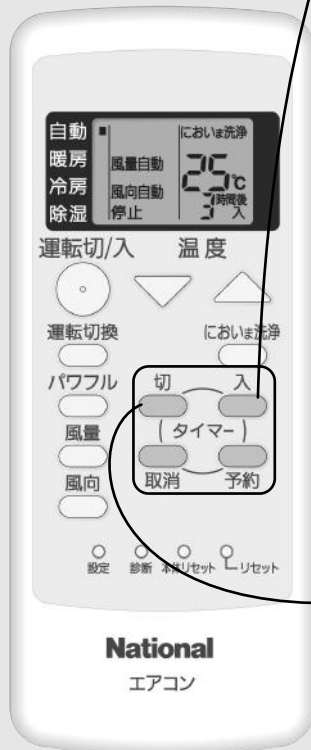 自動 においま洗浄
暖房 風量自動 25℃
冷房 風向自動 3時間後
除湿 停止 入
運転切/入 温度
運転切換 においま洗浄
パワフル 切 入
風量 (タイマー)
風向 取消 予約
設定 診断 本体リセット リセット
National
エアコン